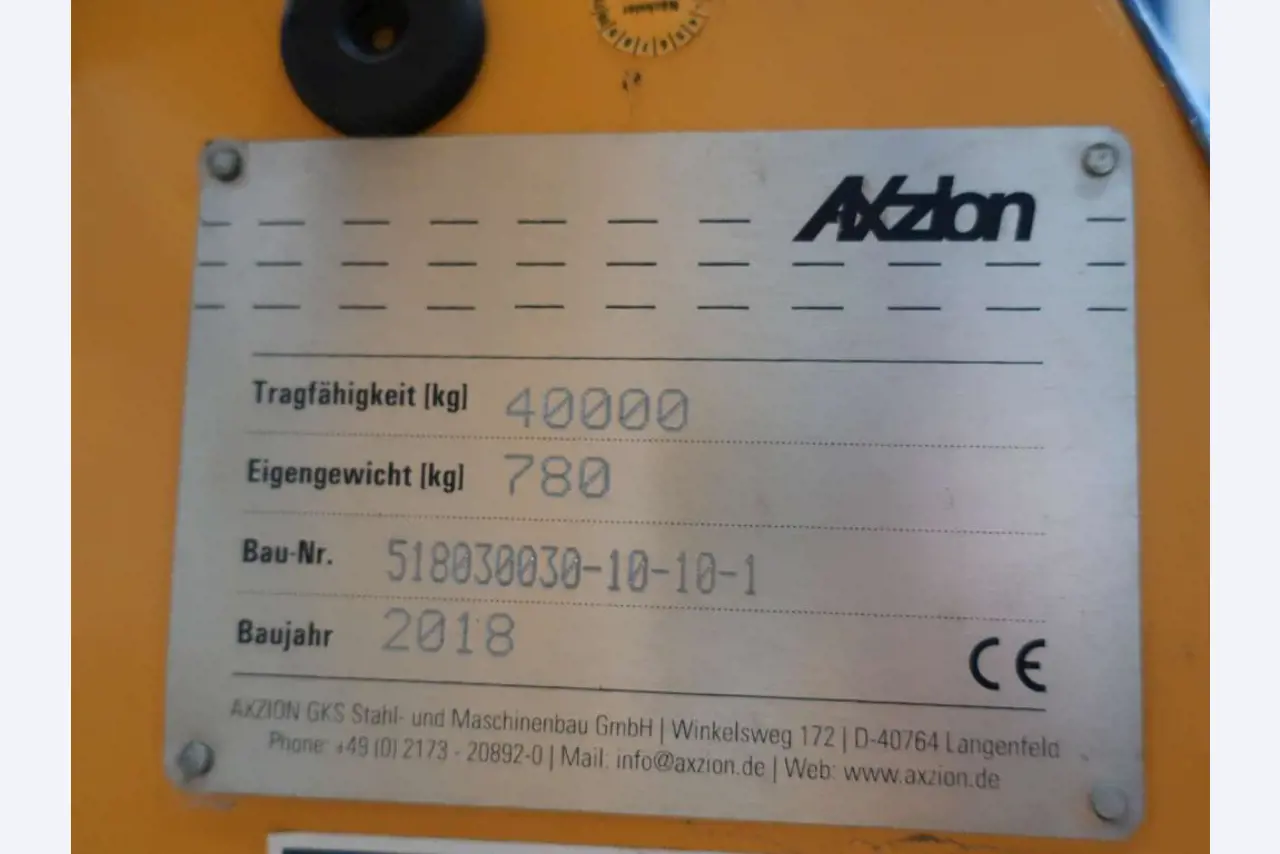 Nächster
Axzion
Tragfähigkeit [kg] 40000
Eigengewicht [kg] 780
Bau-Nr. 518030030-10-10-1
Baujahr 2018
CE
AXZION GKS Stahl- und Maschinenbau GmbH | Winkelsweg 172 | D-40764 Langenfeld
Phone: +49 (0) 2173 - 20892-0 | Mail: info@axzion.de | Web: www.axzion.de